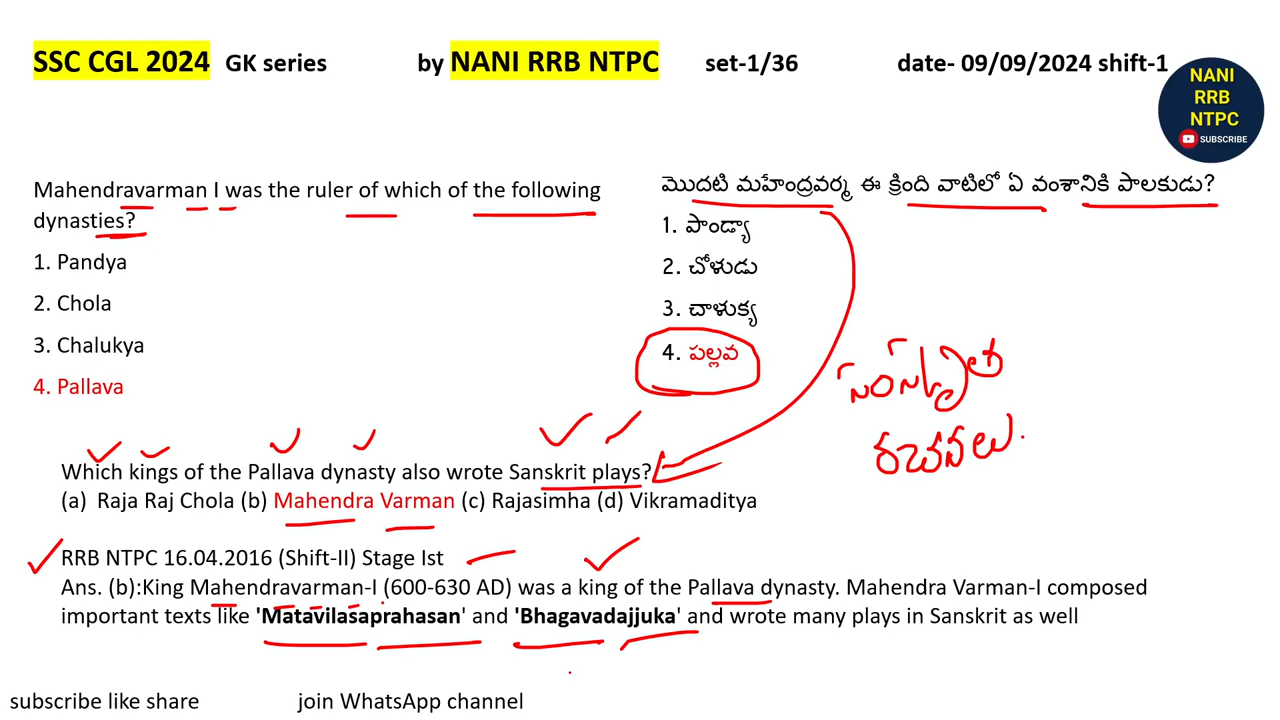 SSC CGL 2024 GK series by NANI RRB NTPC set-1/36 date- 09/09/2024 shift-1
NANI
RRB
NTPC
SUBSCRIBE
Mahendravarman I was the ruler of which of the following
dynasties?
1. Pandya
2. Chola
3. Chalukya
4. Pallava
మొదటి మహేంద్రవర్మ ఈ క్రింది వాటిలో ఏ వంశానికి పాలకుడు?
1. పాండ్యా
2. చోళుడు
3. చాళుక్య
4. పల్లవ
సంస్కృత
రచనలు.
Which kings of the Pallava dynasty also wrote Sanskrit plays?
(a) Raja Raj Chola (b) Mahendra Varman (c) Rajasimha (d) Vikramaditya
RRB NTPC 16.04.2016 (Shift-II) Stage Ist
Ans. (b):King Mahendravarman-I (600-630 AD) was a king of the Pallava dynasty. Mahendra Varman-I composed
important texts like 'Matavilasaprahasan' and 'Bhagavadajjuka' and wrote many plays in Sanskrit as well
subscribe like share join WhatsApp channel